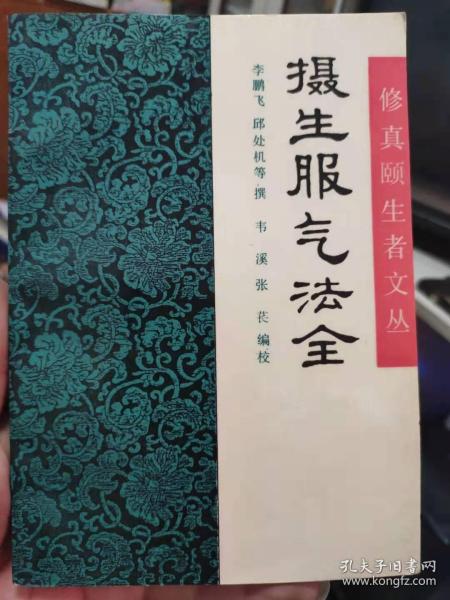 修真颐生者文丛
摄生服气法全
李鹏飞 邱处机等 撰 韦溪 张苍 编校
孔夫子旧书网
www.kongfz.com